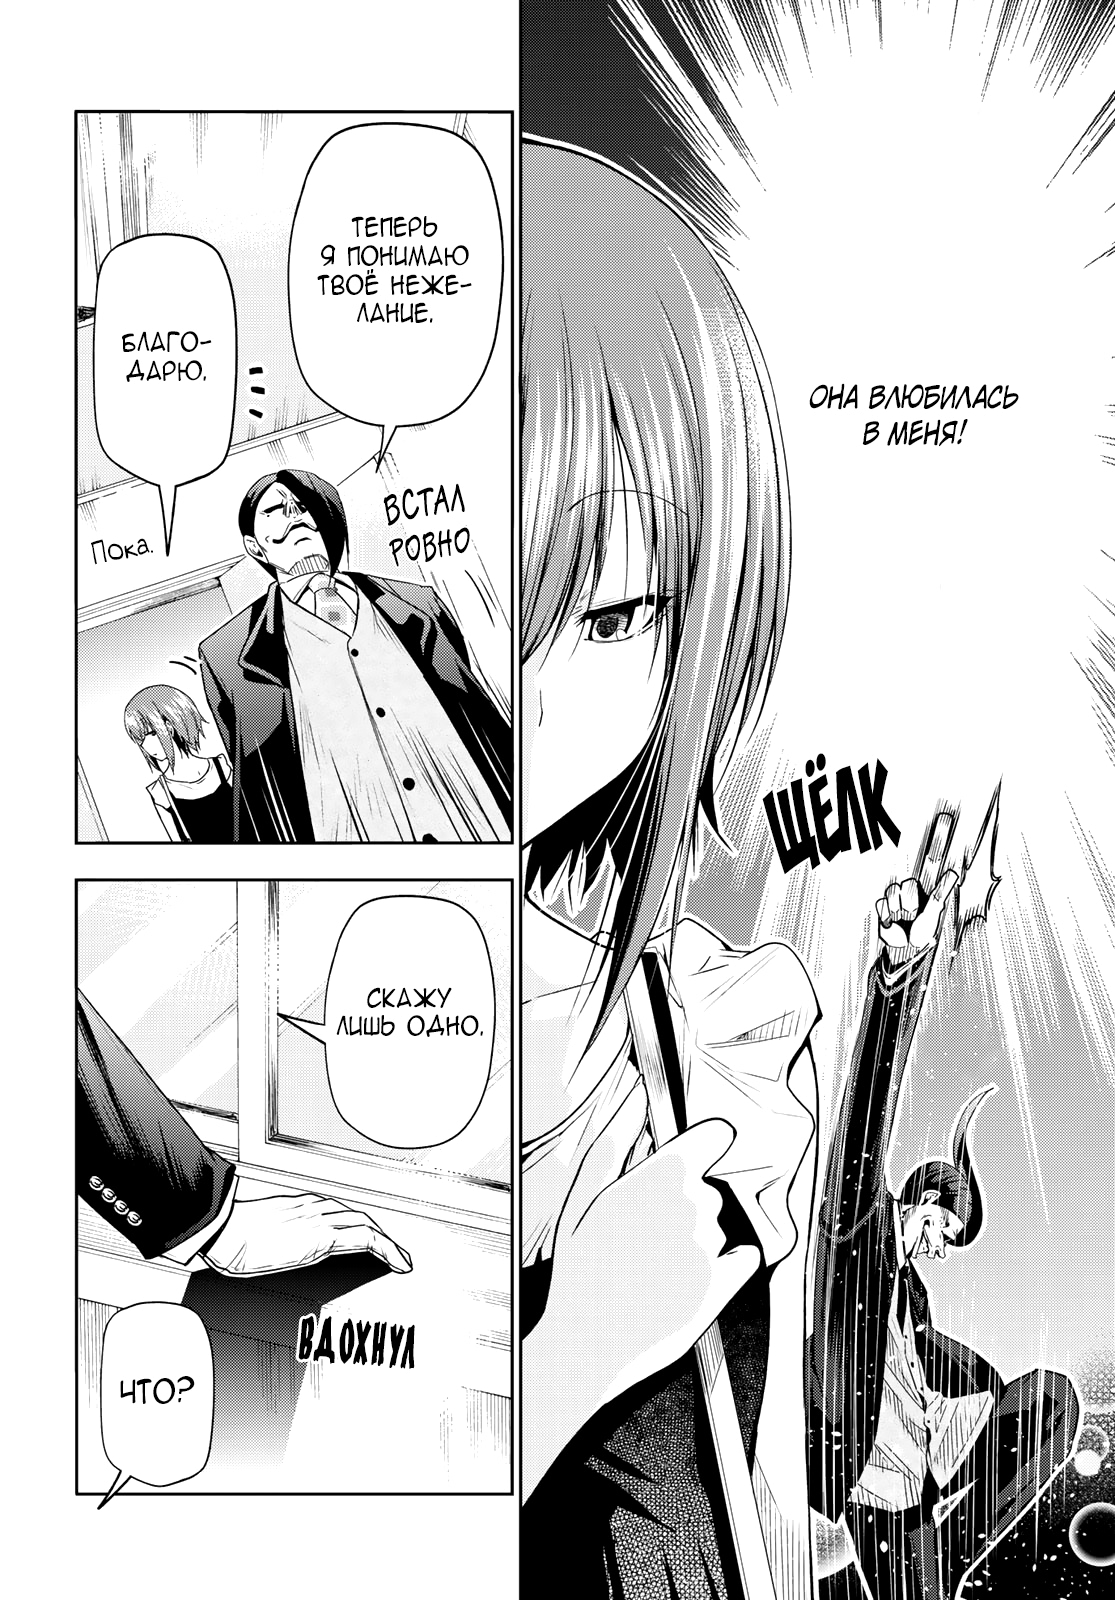 ОНА ВЛЮБИЛАСЬ
В МЕНЯ!
ЩЁЛК
ТЕПЕРЬ
Я ПОНИМАЮ
ТВОЁ НЕЖЕ-
ЛАНИЕ.
БЛАГО-
ДАРЮ.
ВСТАЛ
РОВНО
Пока.
СКАЖУ
ЛИШЬ ОДНО.
ВДОХНУЛ
ЧТО?